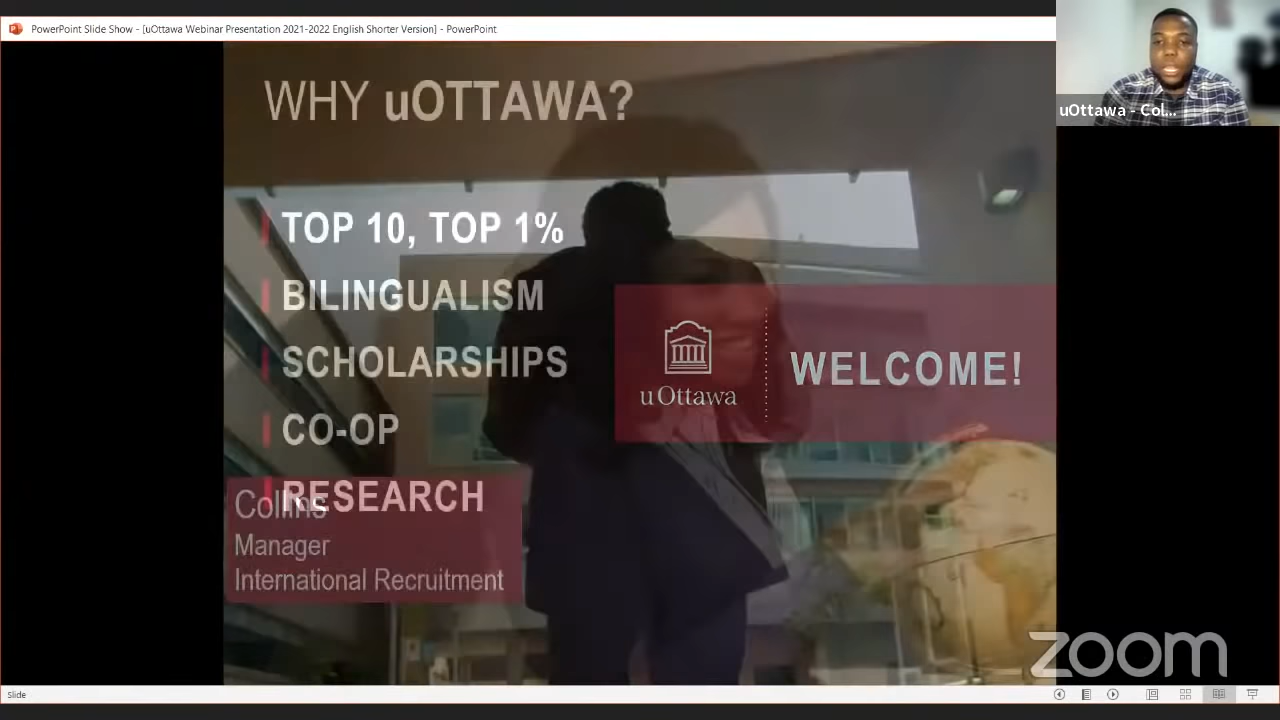 PowerPoint Slide Show - [uOttawa Webinar Presentation 2021-2022 English Shorter Version] - PowerPoint
uOttawa - Col...
WHY uOTTAWA?
TOP 10, TOP 1%
BILINGUALISM
SCHOLARSHIPS
CO-OP
RESEARCH
uOttawa
WELCOME!
Collins
Manager
International Recruitment
zoom
Slide